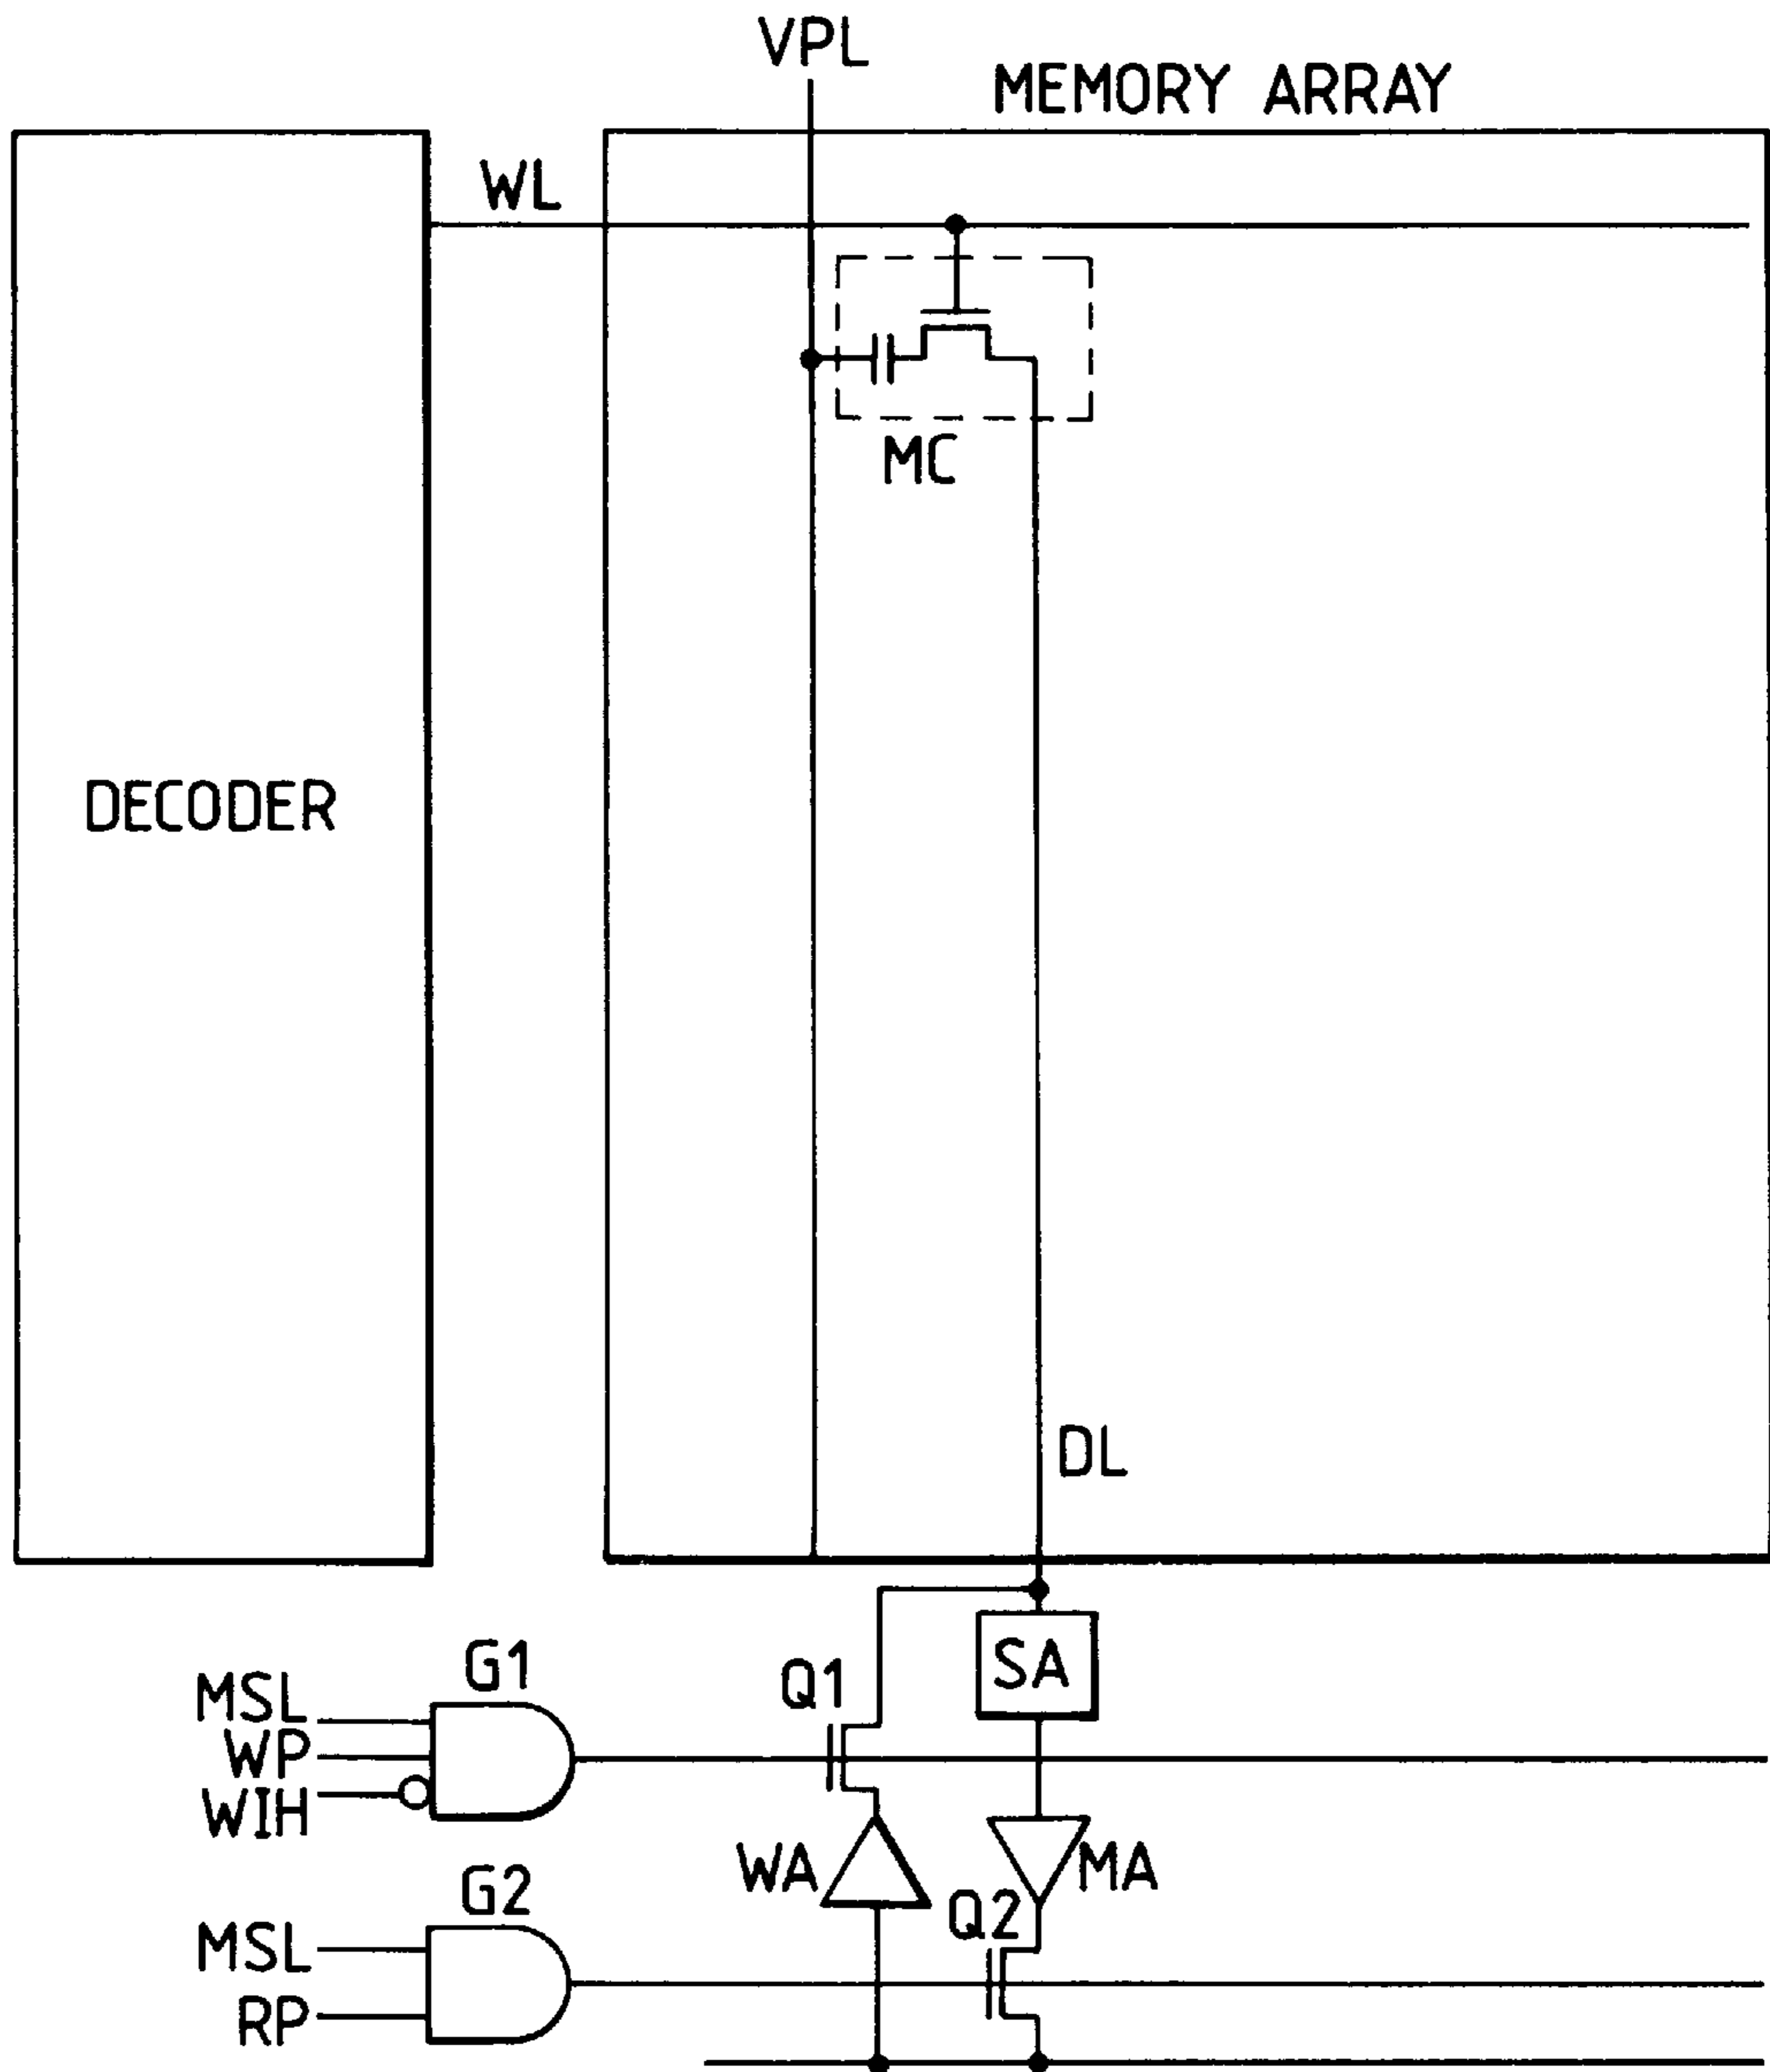 VPL
MEMORY ARRAY
WL
MC
DECODER
DL
G1
Q1
SA
MSL
WP
WIH
WA
MA
G2
Q2
MSL
RP